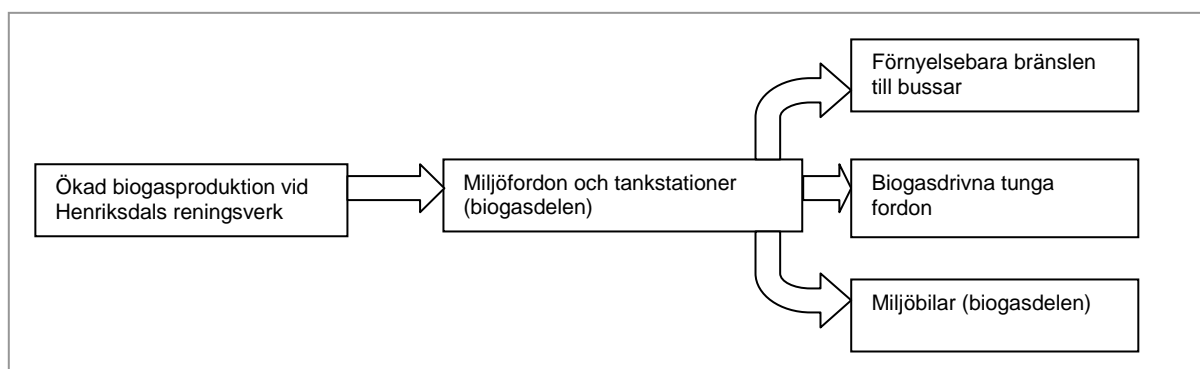 Ökad biogasproduktion vid
Henriksdals reningsverk
Miljöfordon och tankstationer
(biogasdelen)
Förnyelsebara bränslen
till bussar
Biogasdrivna tunga
fordon
Miljöbilar (biogasdelen)